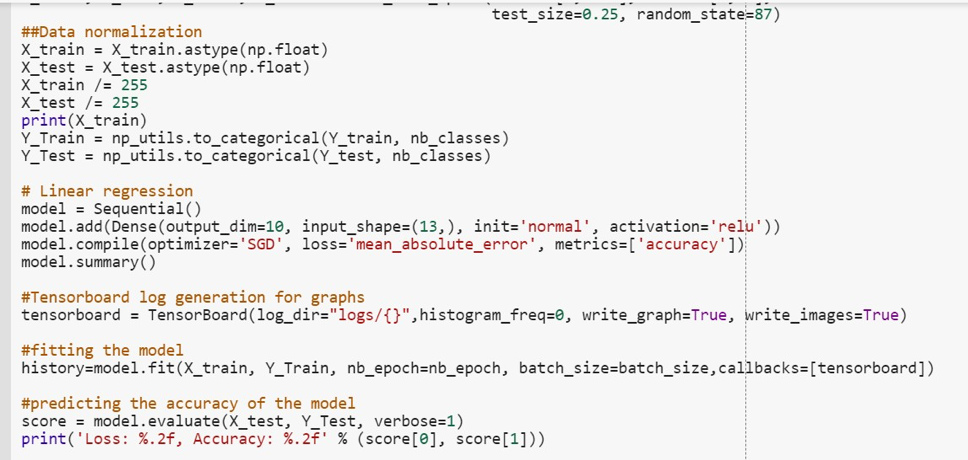 test_size=0.25, random_state=87)
##Data normalization
X_train = X_train.astype(np.float)
X_test = X_test.astype(np.float)
X_train /= 255
X_test /= 255
print(X_train)
Y_Train = np_utils.to_categorical(Y_train, nb_classes)
Y_Test = np_utils.to_categorical(Y_test, nb_classes)
# Linear regression
model = Sequential()
model.add(Dense(output_dim=10, input_shape=(13,), init='normal', activation='relu'))
model.compile(optimizer='SGD', loss='mean_absolute_error', metrics=['accuracy'])
model.summary()
#Tensorboard log generation for graphs
tensorboard = TensorBoard(log_dir="logs/{}",histogram_freq=0, write_graph=True, write_images=True)
#fitting the model
history=model.fit(X_train, Y_Train, nb_epoch=nb_epoch, batch_size=batch_size,callbacks=[tensorboard])
#predicting the accuracy of the model
score = model.evaluate(X_test, Y_Test, verbose=1)
print('Loss: %.2f, Accuracy: %.2f' % (score[0], score[1]))